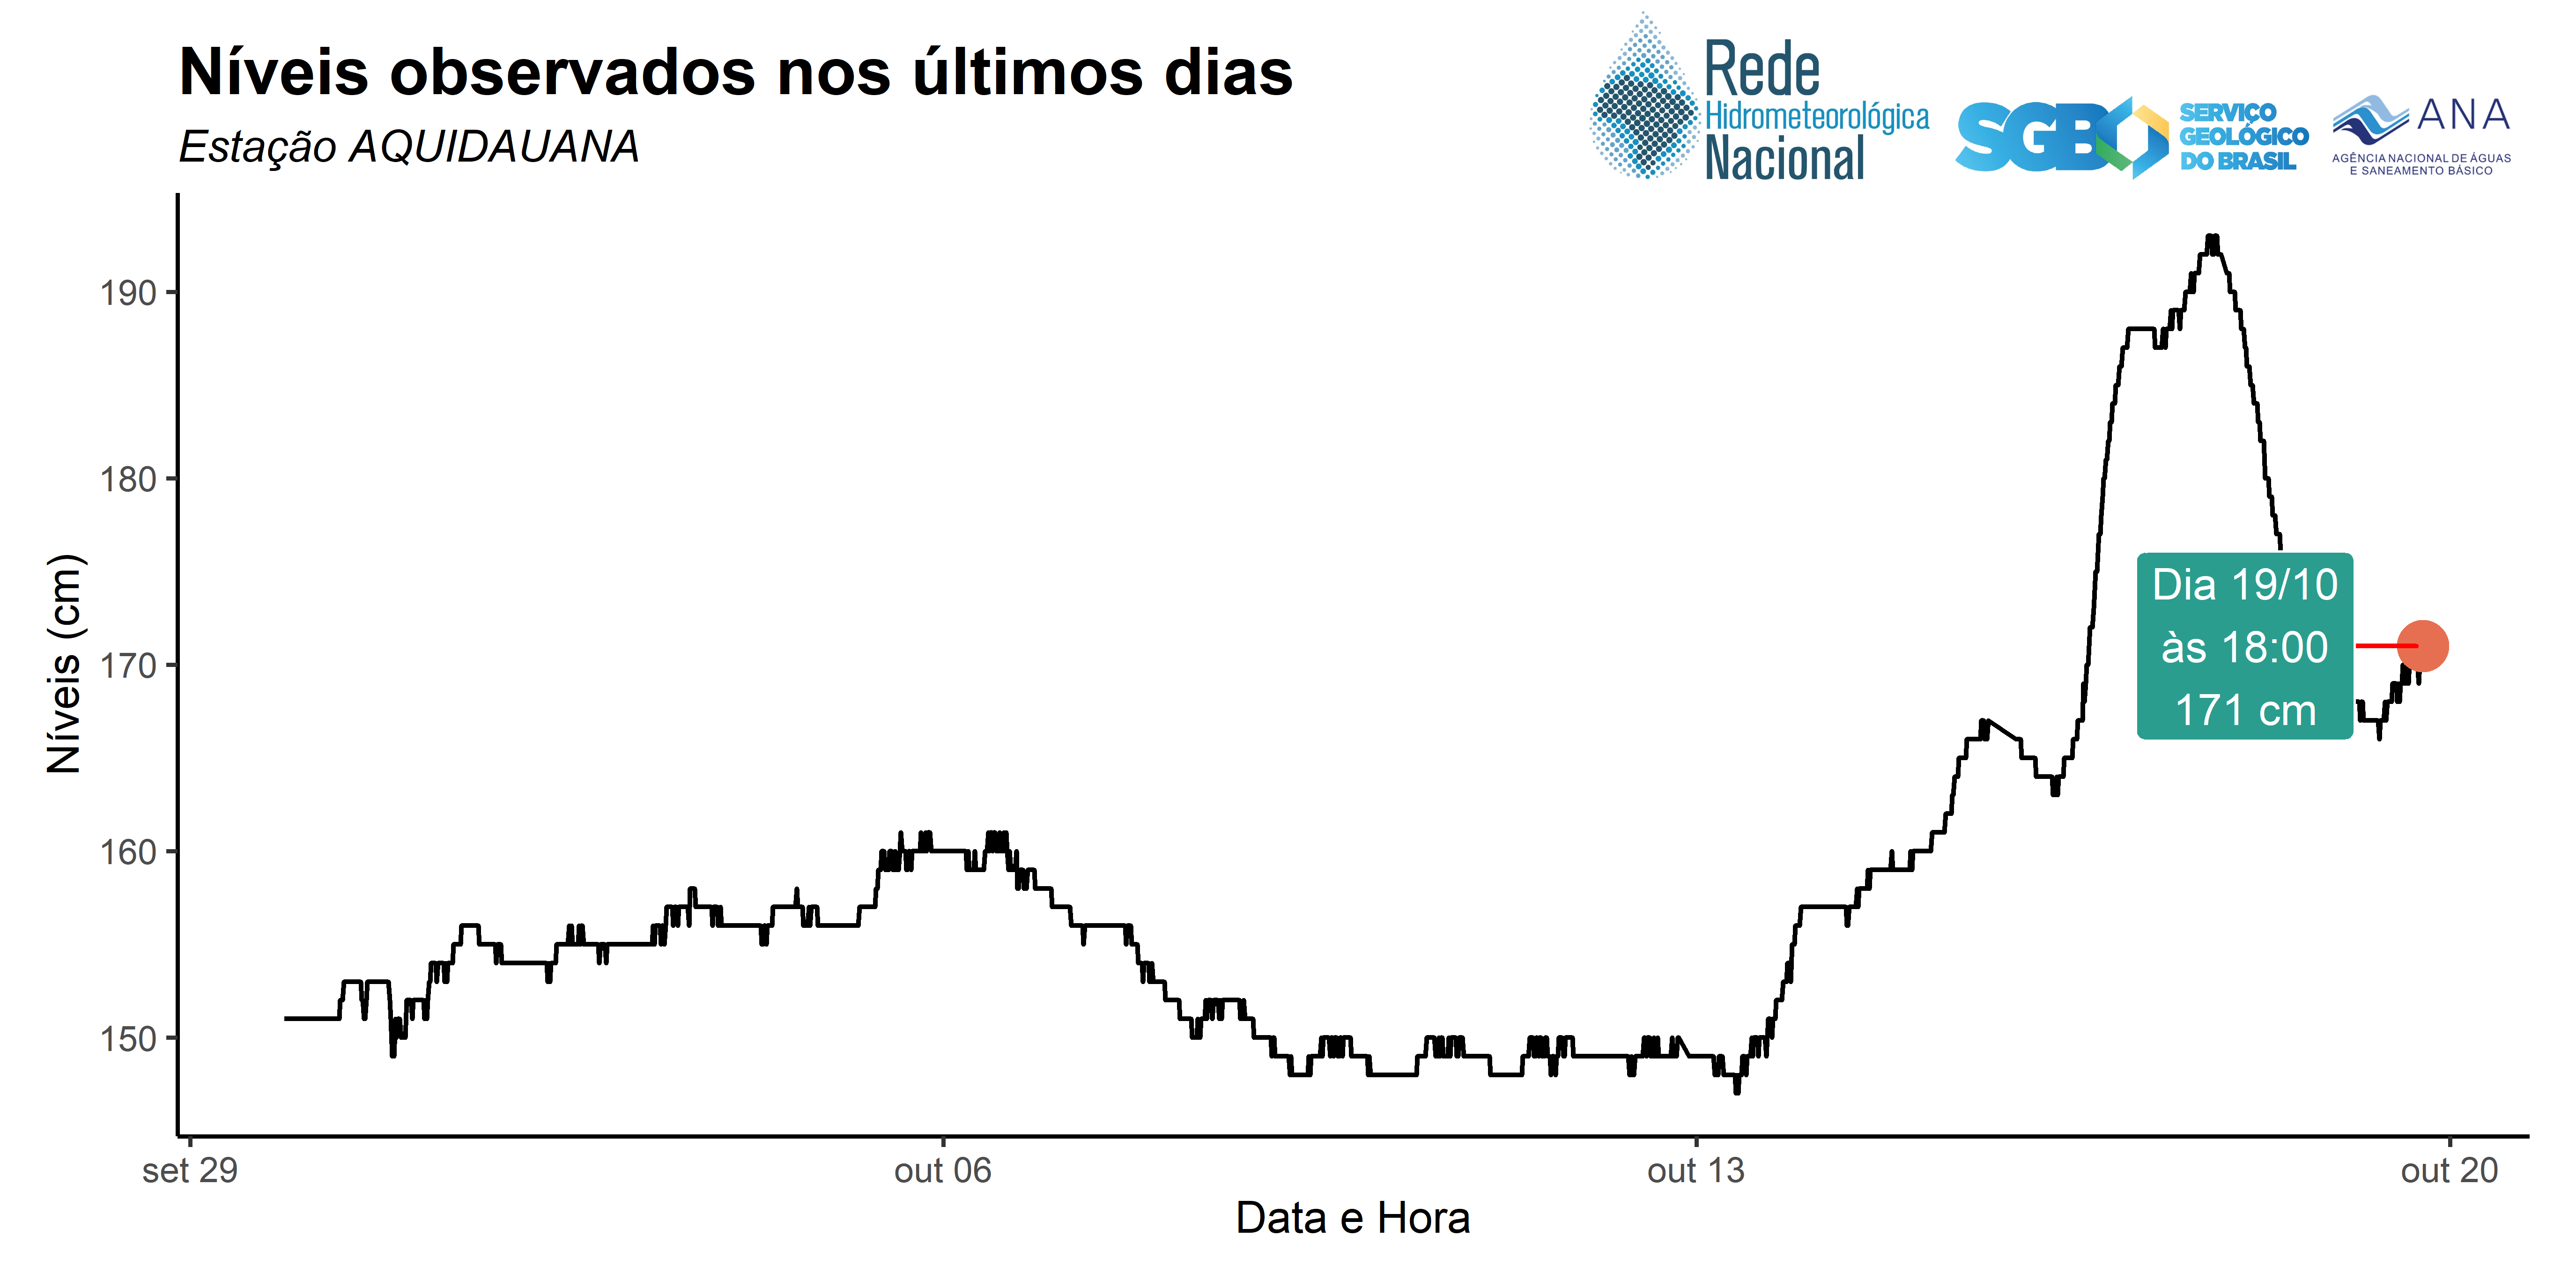 Níveis observados nos últimos dias
Estação AQUIDAUANA
Rede
Hidrometeorológica
Nacional
SGB
SERVIÇO
GEOLÓGICO
DO BRASIL
ANA
AGÊNCIA NACIONAL DE ÁGUAS
E SANEAMENTO BÁSICO
Níveis (cm)
190
180
170
160
150
Dia 19/10
às 18:00
171 cm
set 29
out 06
out 13
out 20
Data e Hora